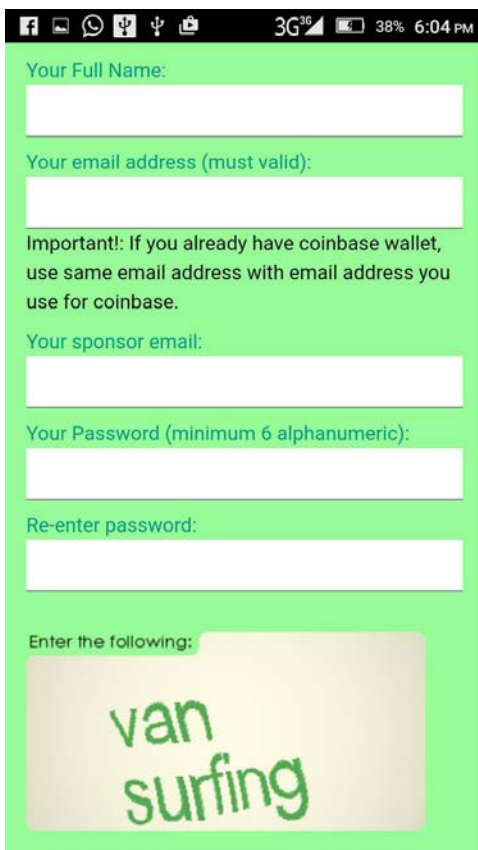 3G 3G 38% 6:04 PM
Your Full Name:
Your email address (must valid):
Important!: If you already have coinbase wallet,
use same email address with email address you
use for coinbase.
Your sponsor email:
Your Password (minimum 6 alphanumeric):
Re-enter password:
Enter the following:
van
surfing